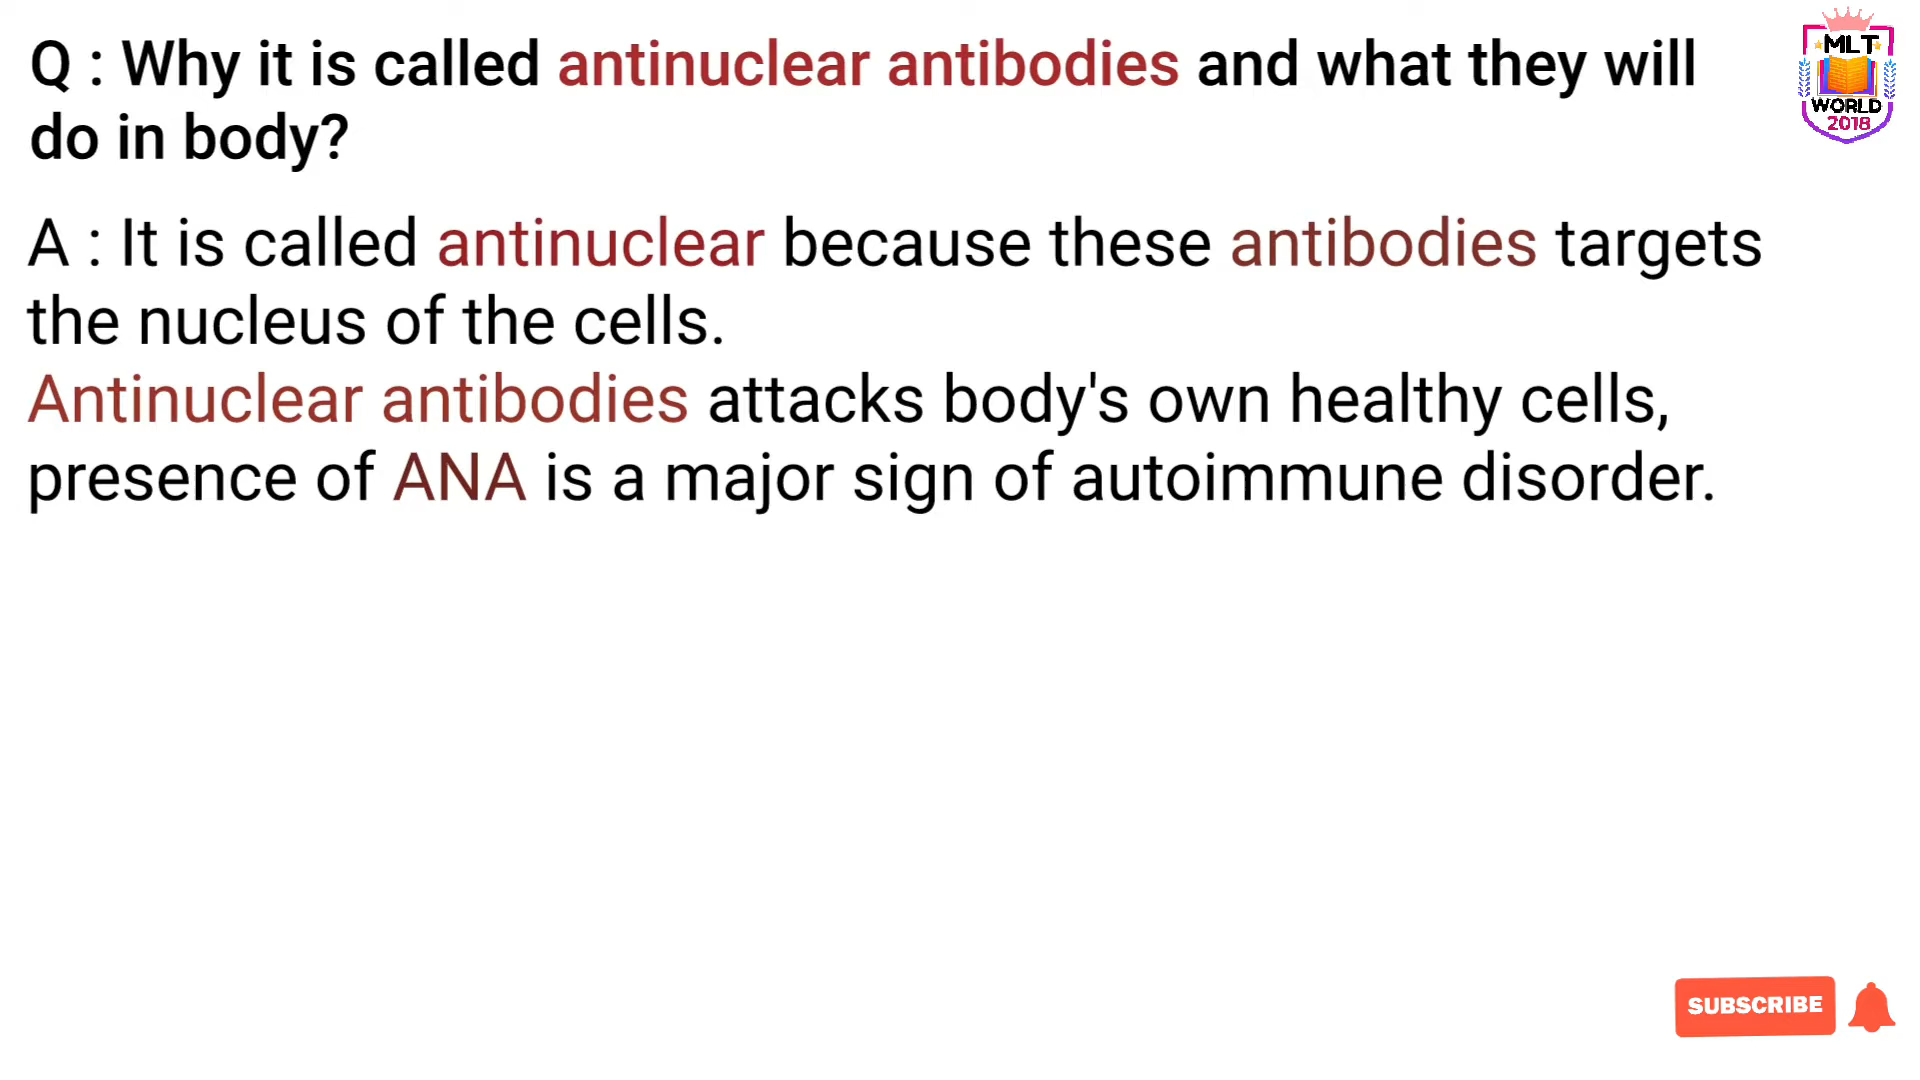 Q : Why it is called antinuclear antibodies and what they will
do in body?
A : It is called antinuclear because these antibodies targets
the nucleus of the cells.
Antinuclear antibodies attacks body's own healthy cells,
presence of ANA is a major sign of autoimmune disorder.
MLT
WORLD
2018
SUBSCRIBE